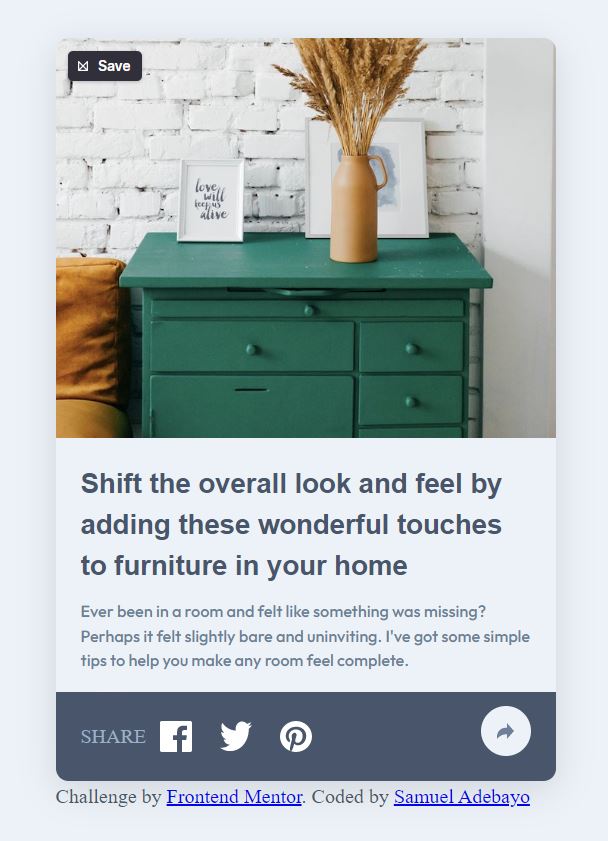 Save
love
will
keep us
alive
Shift the overall look and feel by
adding these wonderful touches
to furniture in your home
Ever been in a room and felt like something was missing?
Perhaps it felt slightly bare and uninviting. I've got some simple
tips to help you make any room feel complete.
SHARE
Challenge by Frontend Mentor. Coded by Samuel Adebayo